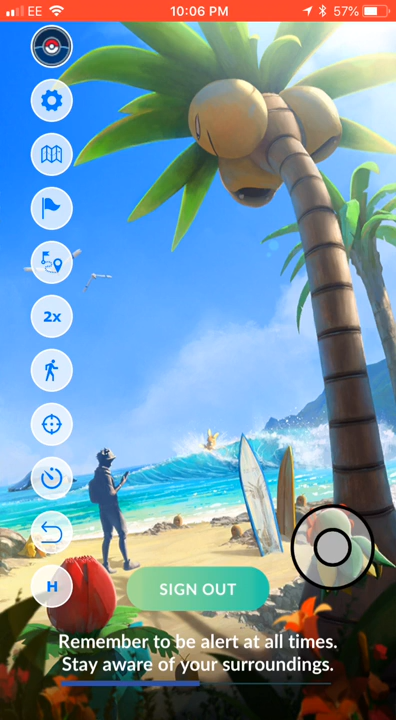 EE 10:06 PM 57%
2x
H
SIGN OUT
Remember to be alert at all times.
Stay aware of your surroundings.